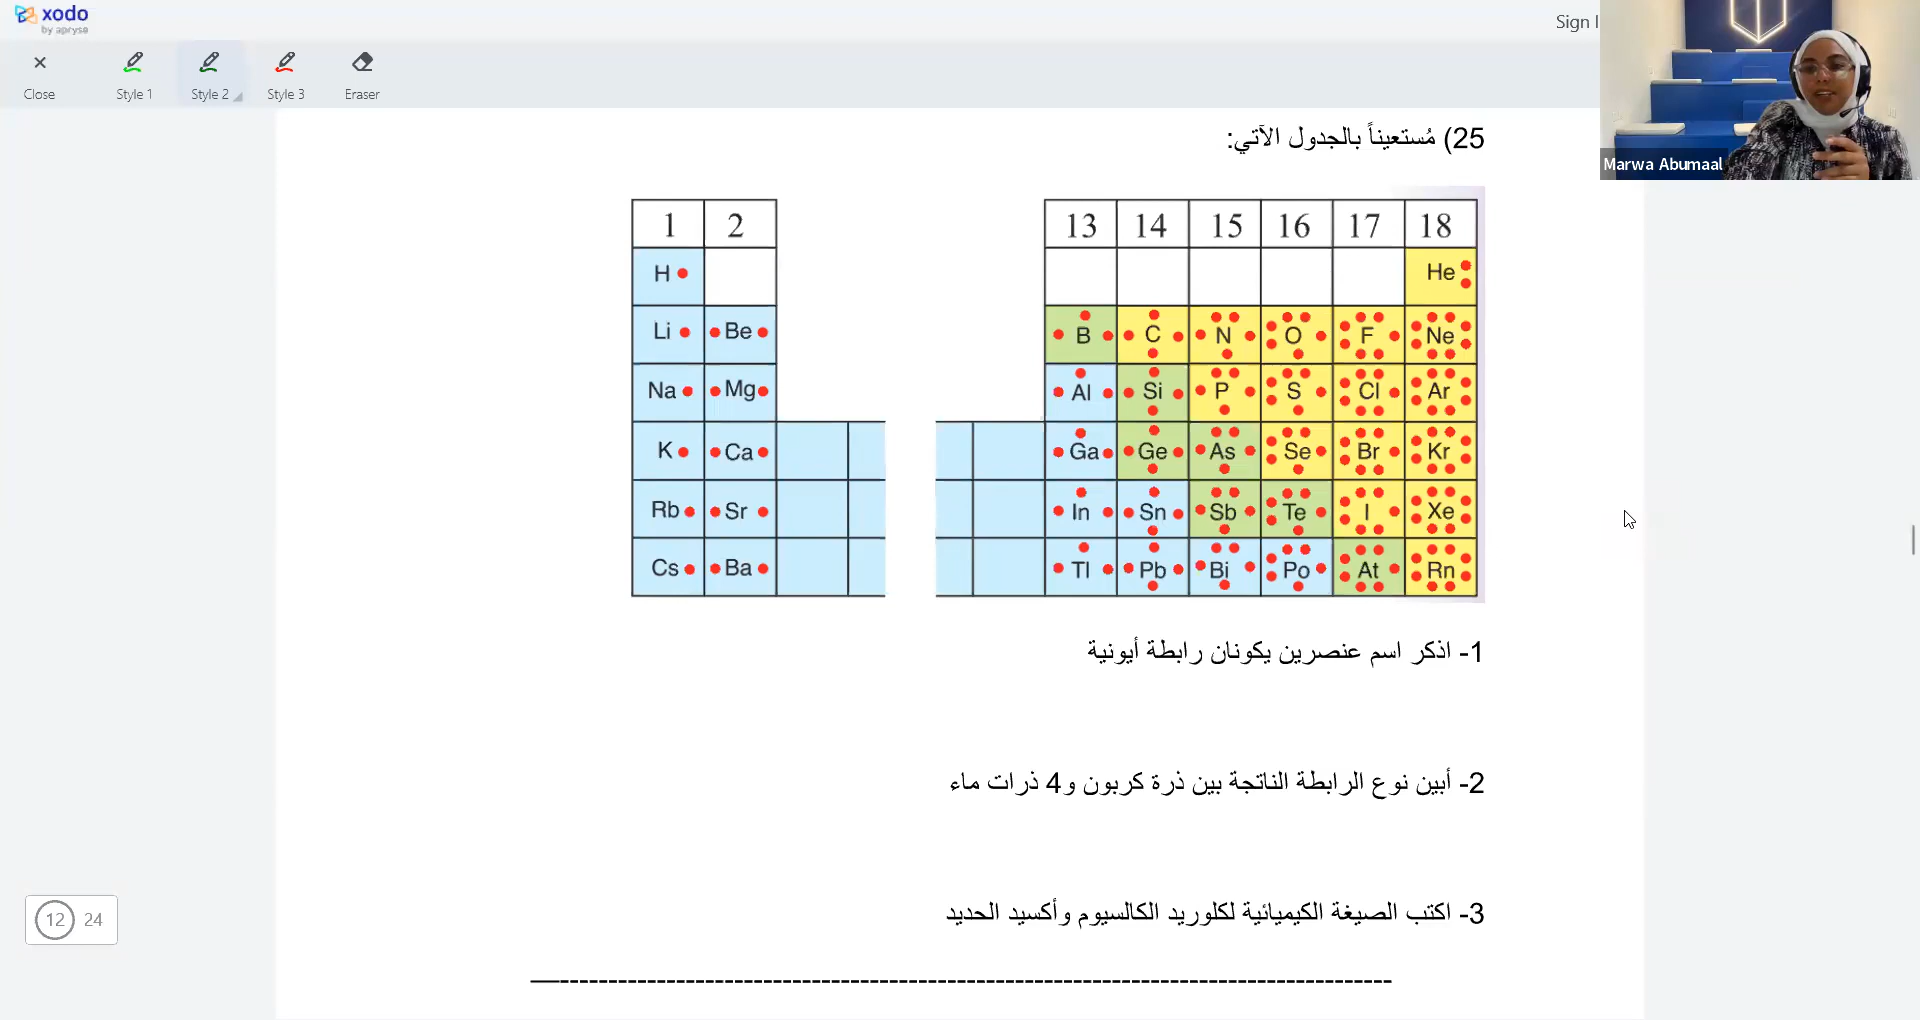 xodo
by apryse
Sign I
Close
Style 1
Style 2
Style 3
Eraser
Marwa Abumaal
25) مُستعيناً بالجدول الآتي:
1 2 13 14 15 16 17 18
H He
Li Be B C N O F Ne
Na Mg Al Si P S Cl Ar
K Ca Ga Ge As Se Br Kr
Rb Sr In Sn Sb Te I Xe
Cs Ba Tl Pb Bi Po At Rn
1- اذكر اسم عنصرين يكونان رابطة أيونية
2- أبين نوع الرابطة الناتجة بين ذرة كربون و4 ذرات ماء
3- اكتب الصيغة الكيميائية لكلوريد الكالسيوم وأكسيد الحديد
12 24